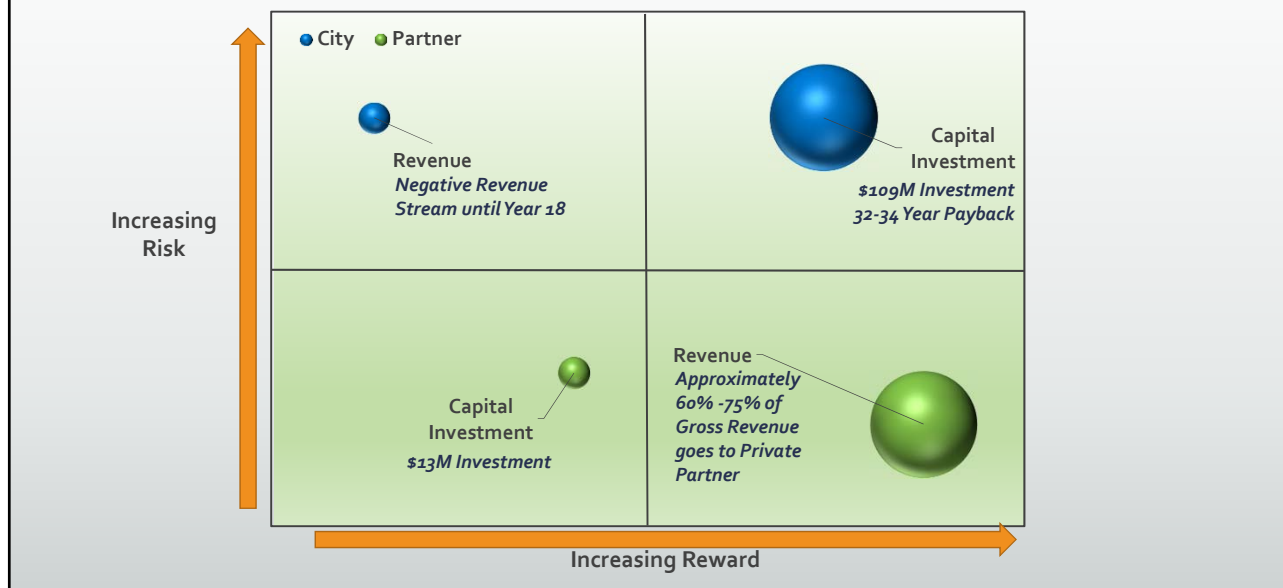 City Partner
Revenue
Negative Revenue
Stream until Year 18
Capital
Investment
$109M Investment
32-34 Year Payback
Increasing
Risk
Capital
Investment
$13M Investment
Revenue
Approximately
60% -75% of
Gross Revenue
goes to Private
Partner
Increasing Reward